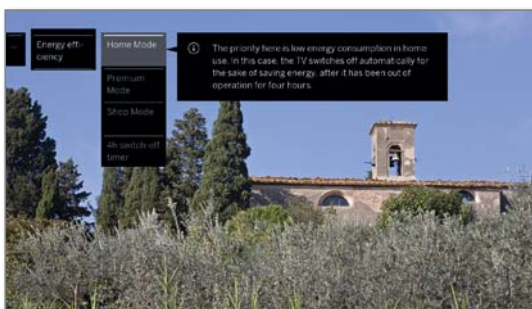 ...
Energy effi-
ciency
Home Mode
Premium
Mode
Shop Mode
4h switch-off
timer
The priority here is low energy consumption in home
use. In this case, the TV switches off automatically for
the sake of saving energy, after it has been out of
operation for four hours.